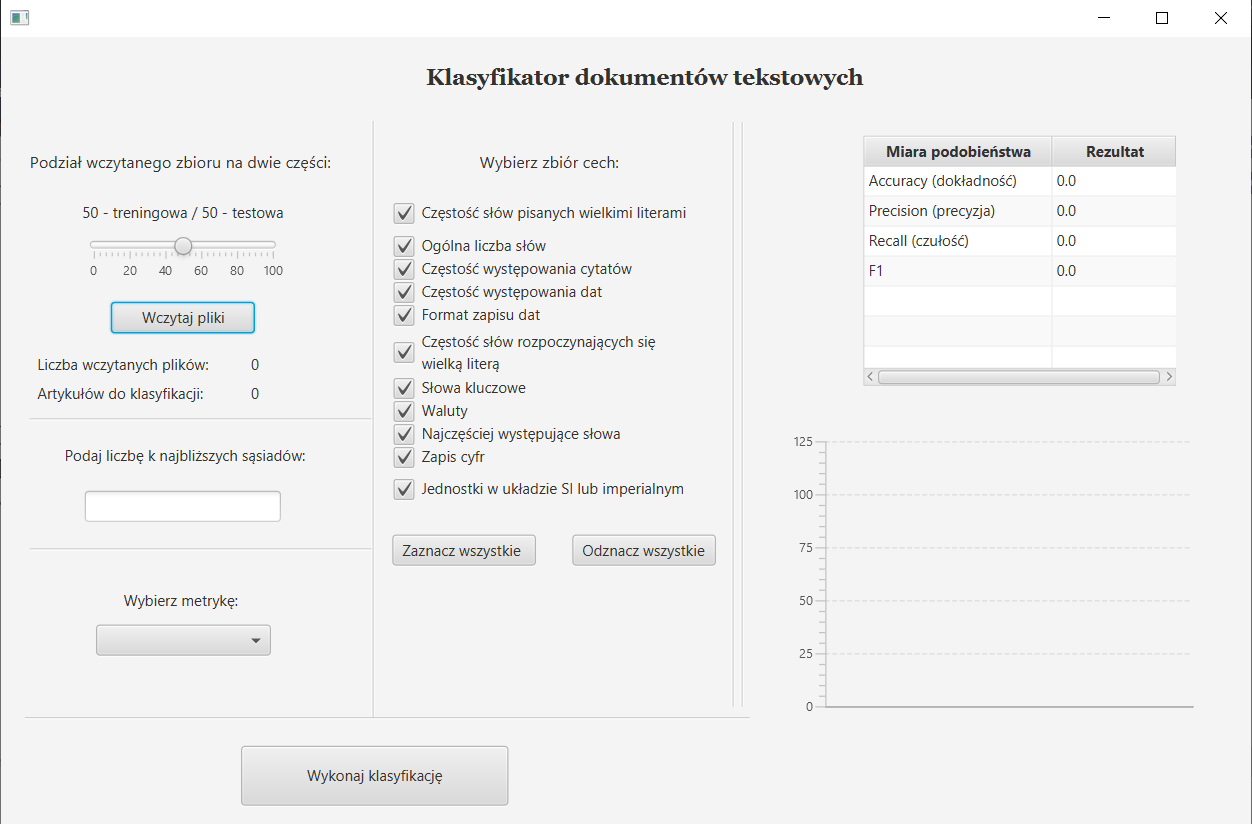 Klasyfikator dokumentów tekstowych
Podział wczytanego zbioru na dwie części:
50 - treningowa / 50 - testowa
0 20 40 60 80 100
Wczytaj pliki
Liczba wczytanych plików: 0
Artykułów do klasyfikacji: 0
Podaj liczbę k najbliższych sąsiadów:
Wybierz metrykę:
Wybierz zbiór cech:
Częstość słów pisanych wielkimi literami
Ogólna liczba słów
Częstość występowania cytatów
Częstość występowania dat
Format zapisu dat
Częstość słów rozpoczynających się
wielką literą
Słowa kluczowe
Waluty
Najczęściej występujące słowa
Zapis cyfr
Jednostki w układzie SI lub imperialnym
Zaznacz wszystkie Odznacz wszystkie
Wykonaj klasyfikację
Miara podobieństwa Rezultat
Accuracy (dokładność) 0.0
Precision (precyzja) 0.0
Recall (czułość) 0.0
F1 0.0
125
100
75
50
25
0